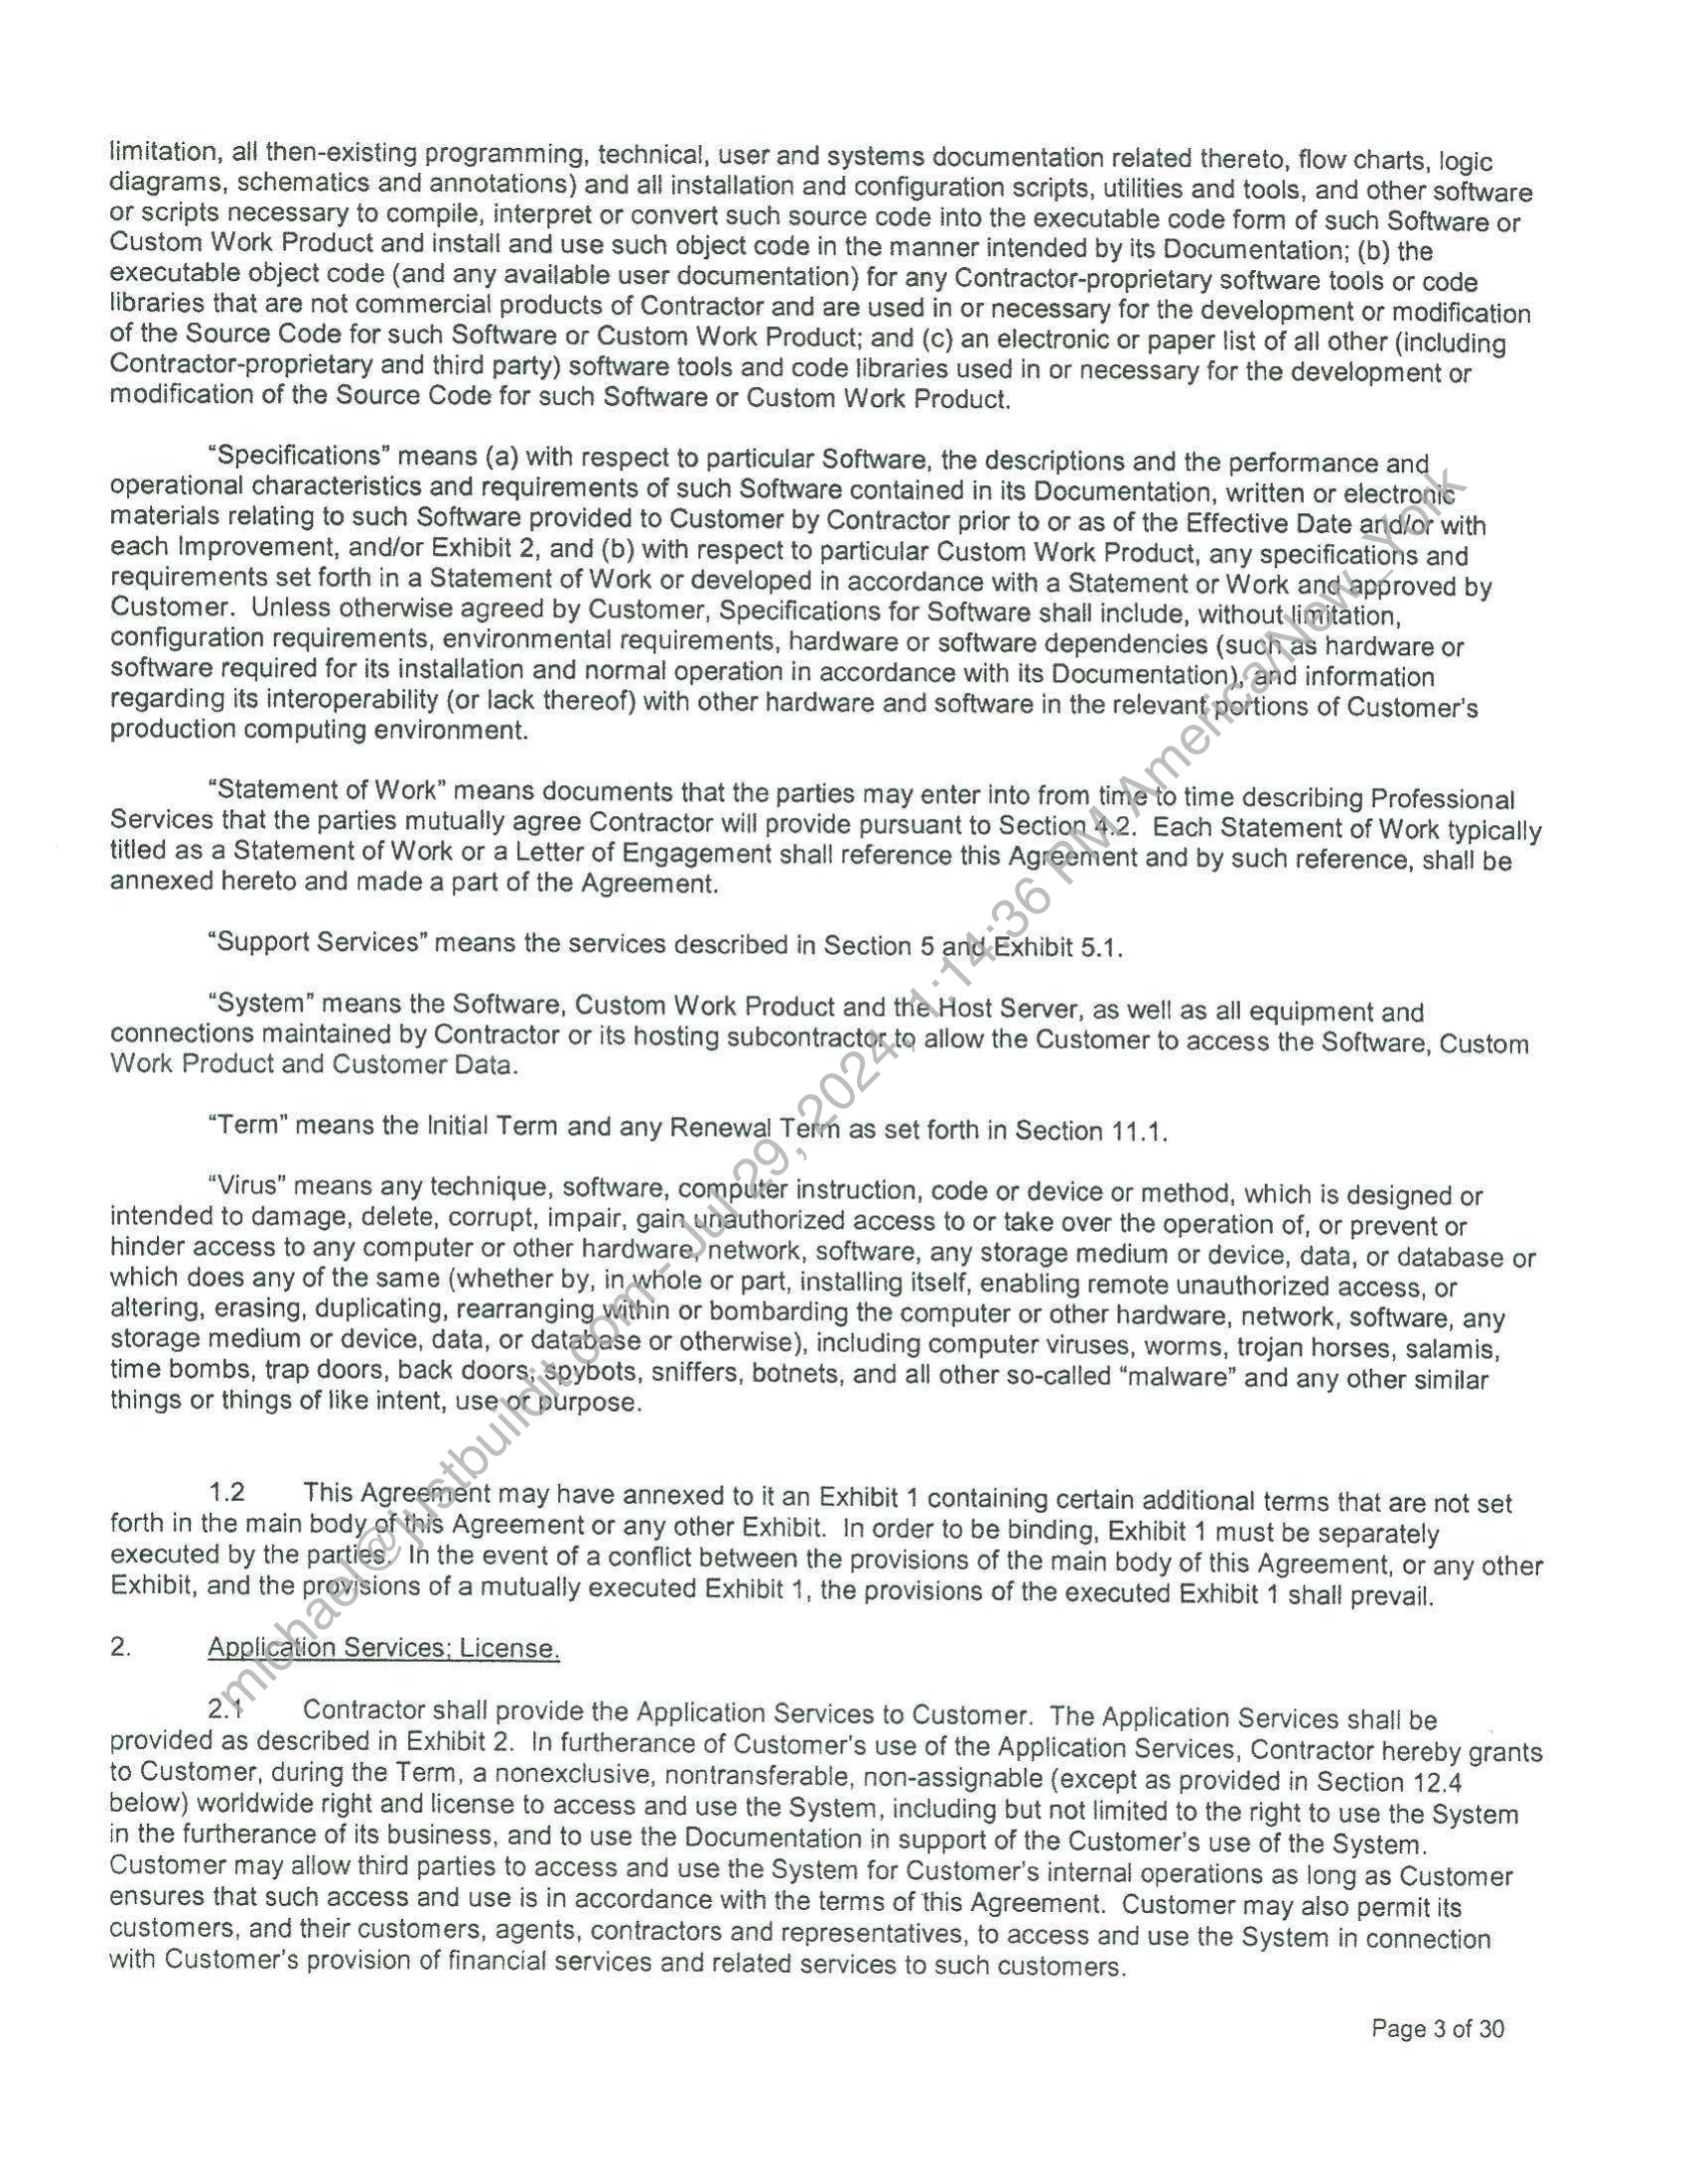 limitation, all then-existing programming, technical, user and systems documentation related thereto, flow charts, logic
diagrams, schematics and annotations) and all installation and configuration scripts, utilities and tools, and other software
or scripts necessary to compile, interpret or convert such source code into the executable code form of such Software or
Custom Work Product and install and use such object code in the manner intended by its Documentation; (b) the
executable object code (and any available user documentation) for any Contractor-proprietary software tools or code
libraries that are not commercial products of Contractor and are used in or necessary for the development or modification
of the Source Code for such Software or Custom Work Product; and (c) an electronic or paper list of all other (including
Contractor-proprietary and third party) software tools and code libraries used in or necessary for the development or
modification of the Source Code for such Software or Custom Work Product.
“Specifications” means (a) with respect to particular Software, the descriptions and the performance and
operational characteristics and requirements of such Software contained in its Documentation, written or electronic
materials relating to such Software provided to Customer by Contractor prior to or as of the Effective Date and/or with
each Improvement, and/or Exhibit 2, and (b) with respect to particular Custom Work Product, any specifications and
requirements set forth in a Statement of Work or developed in accordance with a Statement or Work and approved by
Customer. Unless otherwise agreed by Customer, Specifications for Software shall include, without limitation,
configuration requirements, environmental requirements, hardware or software dependencies (such as hardware or
software required for its installation and normal operation in accordance with its Documentation), and information
regarding its interoperability (or lack thereof) with other hardware and software in the relevant portions of Customer's
production computing environment.
“Statement of Work” means documents that the parties may enter into from time to time describing Professional
Services that the parties mutually agree Contractor will provide pursuant to Section 4.2. Each Statement of Work typically
titled as a Statement of Work or a Letter of Engagement shall reference this Agreement and by such reference, shall be
annexed hereto and made a part of the Agreement.
“Support Services” means the services described in Section 5 and Exhibit 5.1.
“System” means the Software, Custom Work Product and the Host Server, as well as all equipment and
connections maintained by Contractor or its hosting subcontractor to allow the Customer to access the Software, Custom
Work Product and Customer Data.
“Term” means the Initial Term and any Renewal Term as set forth in Section 11.1.
“Virus” means any technique, software, computer instruction, code or device or method, which is designed or
intended to damage, delete, corrupt, impair, gain unauthorized access to or take over the operation of, or prevent or
hinder access to any computer or other hardware, network, software, any storage medium or device, data, or database or
which does any of the same (whether by, in whole or part, installing itself, enabling remote unauthorized access, or
altering, erasing, duplicating, rearranging within or bombarding the computer or other hardware, network, software, any
storage medium or device, data, or database or otherwise), including computer viruses, worms, trojan horses, salamis,
time bombs, trap doors, back doors, spybots, sniffers, botnets, and all other so-called “malware” and any other similar
things or things of like intent, use or purpose.
1.2 This Agreement may have annexed to it an Exhibit 1 containing certain additional terms that are not set
forth in the main body of this Agreement or any other Exhibit. In order to be binding, Exhibit 1 must be separately
executed by the parties. In the event of a conflict between the provisions of the main body of this Agreement, or any other
Exhibit, and the provisions of a mutually executed Exhibit 1, the provisions of the executed Exhibit 1 shall prevail.
2. Application Services; License.
2.1 Contractor shall provide the Application Services to Customer. The Application Services shall be
provided as described in Exhibit 2. In furtherance of Customer's use of the Application Services, Contractor hereby grants
to Customer, during the Term, a nonexclusive, nontransferable, non-assignable (except as provided in Section 12.4
below) worldwide right and license to access and use the System, including but not limited to the right to use the System
in the furtherance of its business, and to use the Documentation in support of the Customer's use of the System.
Customer may allow third parties to access and use the System for Customer's internal operations as long as Customer
ensures that such access and use is in accordance with the terms of this Agreement. Customer may also permit its
customers, and their customers, agents, contractors and representatives, to access and use the System in connection
with Customer's provision of financial services and related services to such customers.
Page 3 of 30
michael@justbuildit.com - Jul 29, 2024, 1:14:36 PM America/New_York